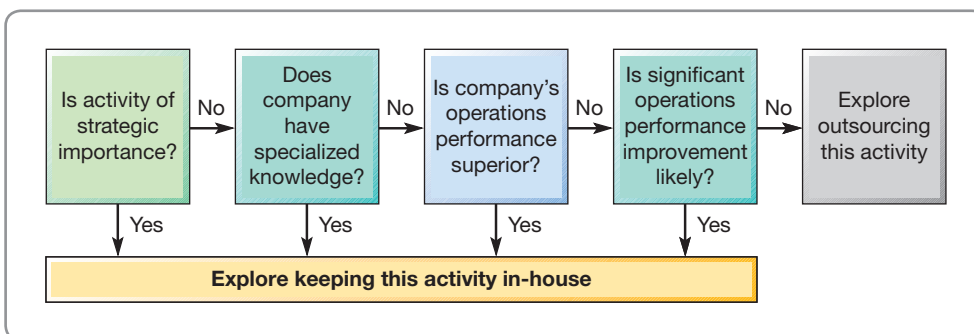 Is activity of
strategic
importance?
No
Does
company
have
specialized
knowledge?
No
Is company's
operations
performance
superior?
No
Is significant
operations
performance
improvement
likely?
No
Explore
outsourcing
this activity
Yes
Yes
Yes
Yes
Explore keeping this activity in-house